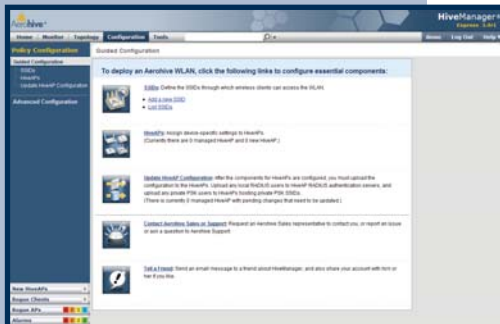 Aerohive
HiveManager
Express 3.4r1
Home Monitor Topology Configuration Tools
Demo Log Out Help
Policy Configuration
Guided Configuration
Guided Configuration
SSIDs
HiveAPs
Update HiveAP Configuration
Advanced Configuration
To deploy an Aerohive WLAN, click the following links to configure essential components:
SSIDs: Define the SSIDs through which wireless clients can access the WLAN.
Add a new SSID
List SSIDs
HiveAPs: Assign device-specific settings to HiveAPs.
(Currently there are 0 managed HiveAP and 0 new HiveAP.)
Update HiveAP Configuration: After the components for HiveAPs are configured, you must upload the
configuration to the HiveAPs. Upload any local RADIUS users to HiveAP RADIUS authentication servers, and
upload any private PSK users to HiveAPs hosting private PSK SSIDs.
(There is currently 0 managed HiveAP with pending changes that need to be updated.)
Contact Aerohive Sales or Support: Request an Aerohive Sales representative to contact you, or report an issue
or ask a question to Aerohive Support.
Tell a Friend: Send an email message to a friend about HiveManager, and also share your account with him or
her if you like.
New HiveAPs
Rogue Clients
Rogue APs
Alarms